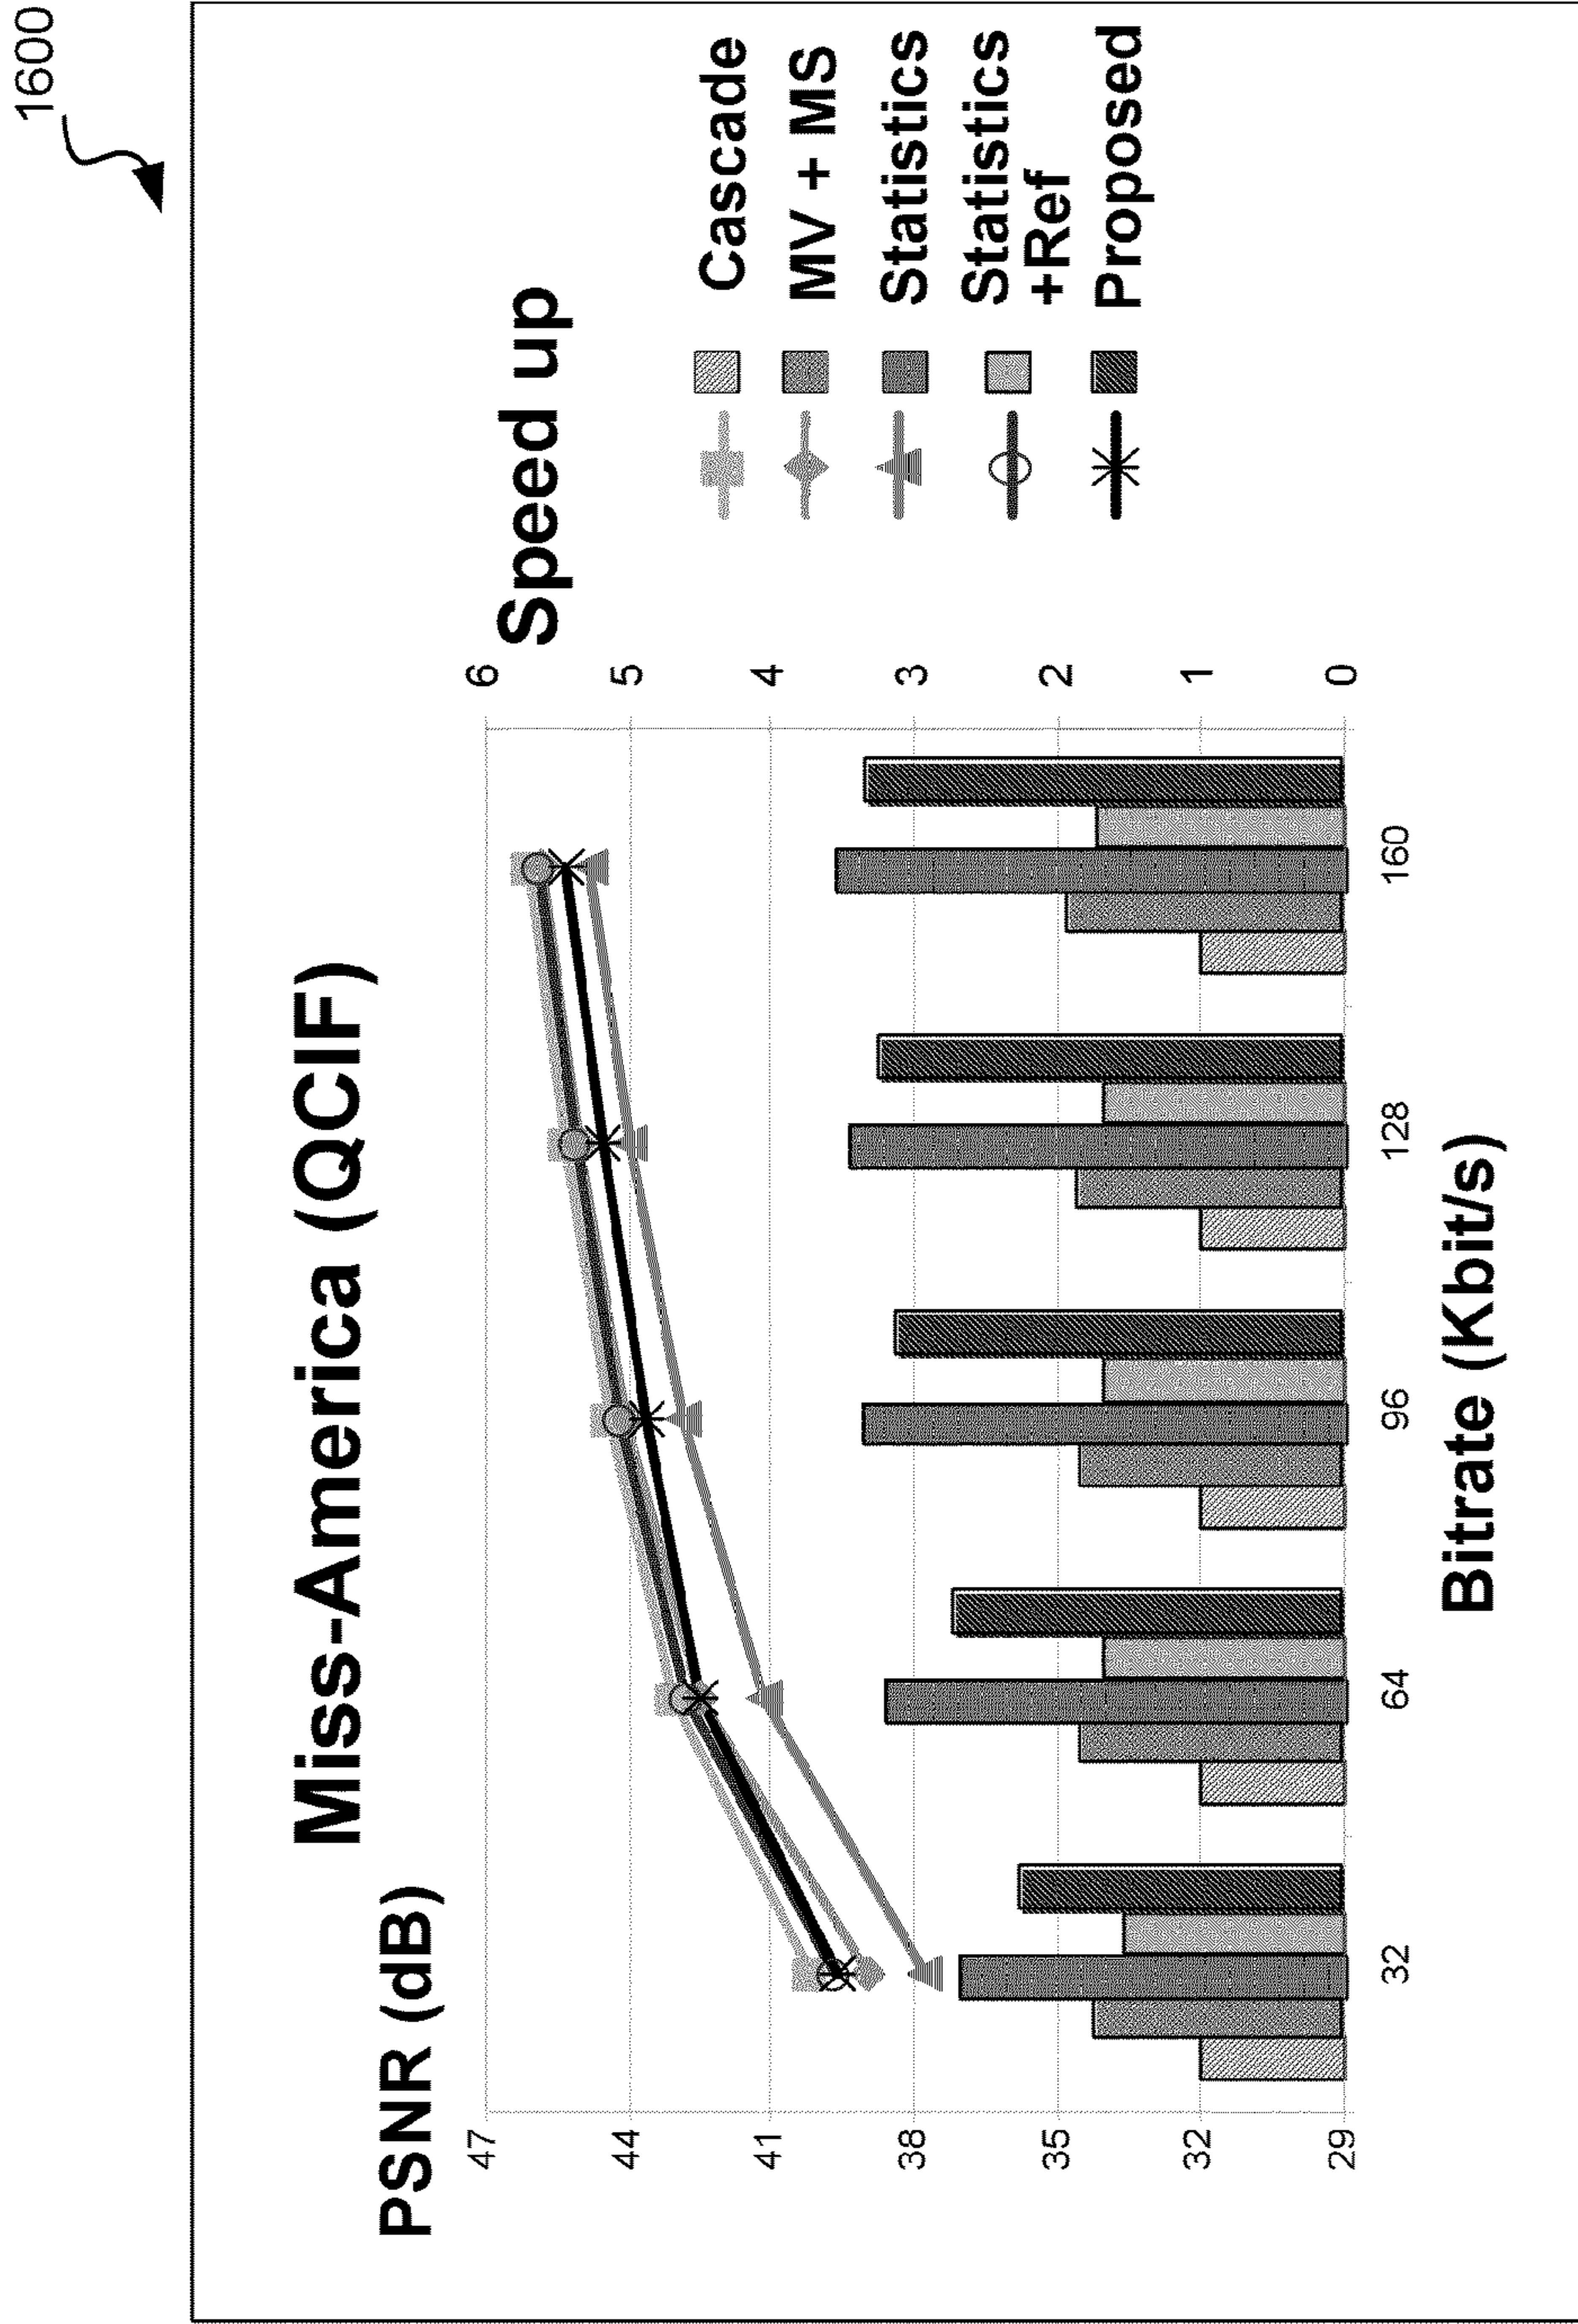 1600
Miss-America (QCIF)
PSNR (dB)
Speed up
47
44
41
38
35
32
29
6
5
4
3
2
1
0
32
64
96
128
160
Bitrate (Kbit/s)
Cascade
MV + MS
Statistics
Statistics
+Ref
Proposed